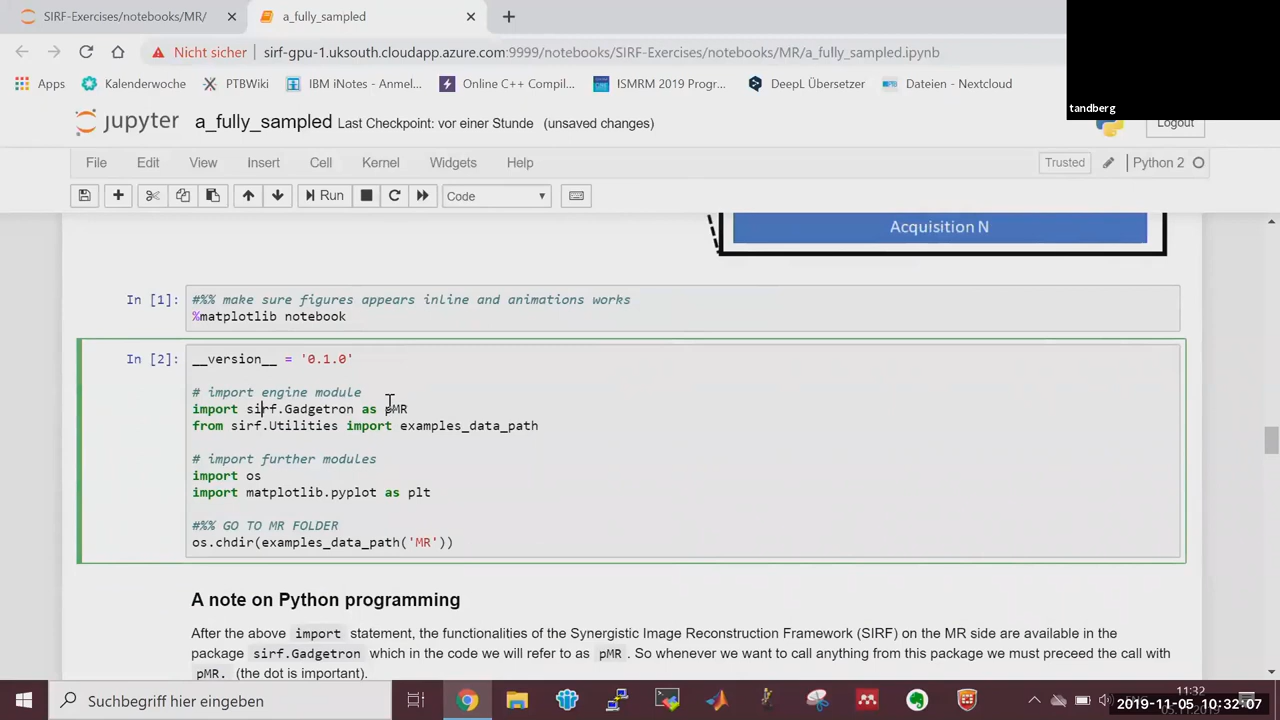 SIRF-Exercises/notebooks/MR/
a_fully_sampled
Nicht sicher
sirf-gpu-1.uksouth.cloudapp.azure.com:9999/notebooks/SIRF-Exercises/notebooks/MR/a_fully_sampled.ipynb
Apps
Kalenderwoche
PTBWiki
IBM iNotes - Anmel...
Online C++ Compil...
ISMRM 2019 Progr...
DeepL Übersetzer
Dateien - Nextcloud
tandberg
jupyter
a_fully_sampled Last Checkpoint: vor einer Stunde (unsaved changes)
Logout
File Edit View Insert Cell Kernel Widgets Help
Trusted
Python 2
Run
Code
Acquisition N
In [1]:
#%% make sure figures appears inline and animations works
%matplotlib notebook
In [2]:
__version__ = '0.1.0'
# import engine module
import sirf.Gadgetron as pMR
from sirf.Utilities import examples_data_path
# import further modules
import os
import matplotlib.pyplot as plt
#%% GO TO MR FOLDER
os.chdir(examples_data_path('MR'))
A note on Python programming
After the above import statement, the functionalities of the Synergistic Image Reconstruction Framework (SIRF) on the MR side are available in the
package sirf.Gadgetron which in the code we will refer to as pMR . So whenever we want to call anything from this package we must preceed the call with
pMR. (the dot is important).
Suchbegriff hier eingeben
11:32
2019-11-05 10:32:07